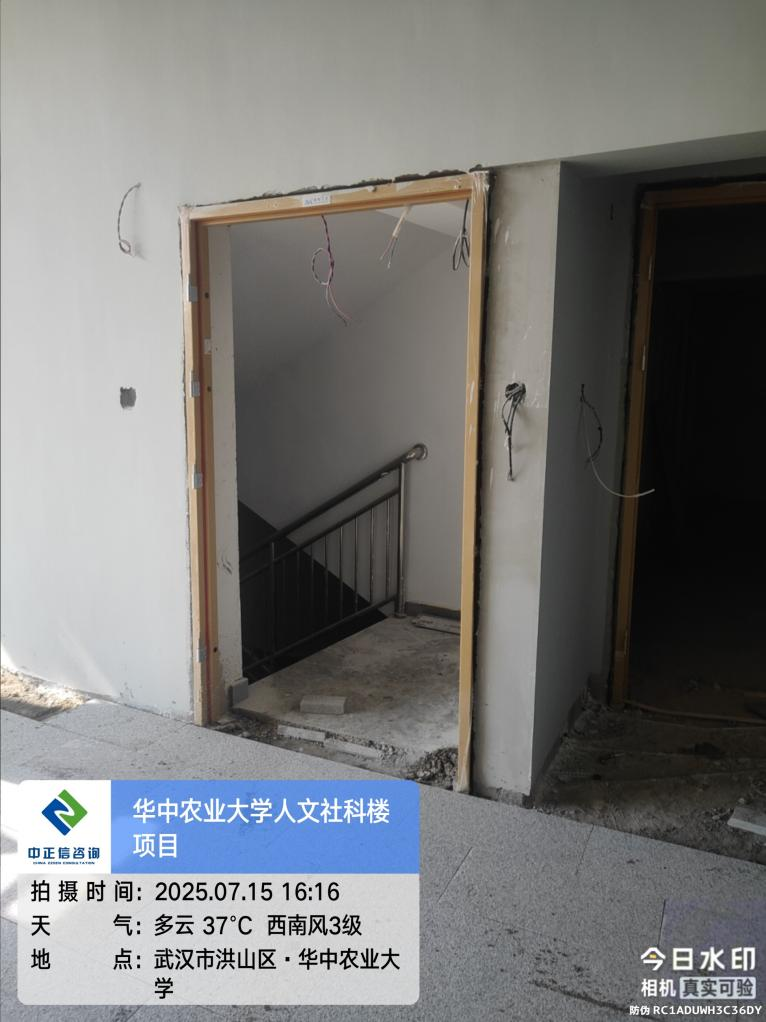 中正信咨询
CHINA ZZXIN CONSULTATION
华中农业大学人文社科楼
项目
拍摄时间：2025.07.15 16:16
天气：多云 37°C 西南风3级
地点：武汉市洪山区·华中农业大
学
今日水印
相机 真实可验
防伪 RC1ADUWH3C36DY